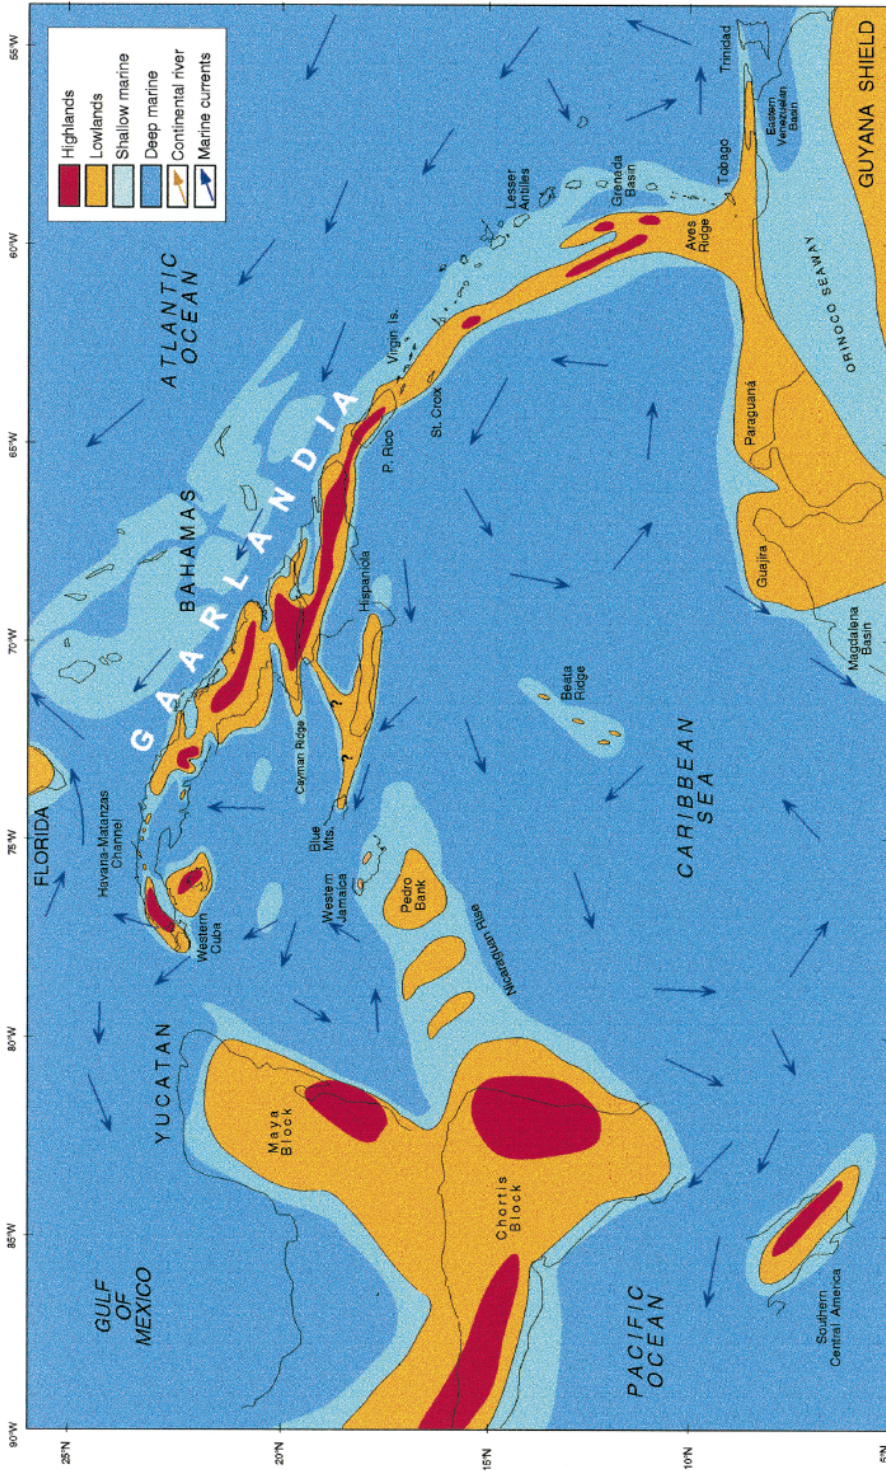 90°W
85°W
80°W
75°W
70°W
65°W
60°W
55°W
25°N
20°N
15°N
10°N
5°N
Highlands
Lowlands
Shallow marine
Deep marine
Continental river
Marine currents
GULF
OF
MEXICO
YUCATAN
FLORIDA
Havana-Matanzas
Channel
Western
Cuba
BAHAMAS
ATLANTIC
OCEAN
GAARLANDIA
Maya
Block
Chortis
Block
Cayman Ridge
?
?
Blue
Mts.
Western
Jamaica
Pedro
Bank
Nicaraguan Rise
Hispaniola
P. Rico
Virgin Is.
St. Croix
Lesser
Antilles
Grenada
Basin
Aves
Ridge
Tobago
Trinidad
Eastern
Venezuelan
Basin
Beata
Ridge
CARIBBEAN
SEA
PACIFIC
OCEAN
Southern
Central America
Guajira
Paraguaná
Magdalena
Basin
ORINOCO SEAWAY
GUYANA SHIELD